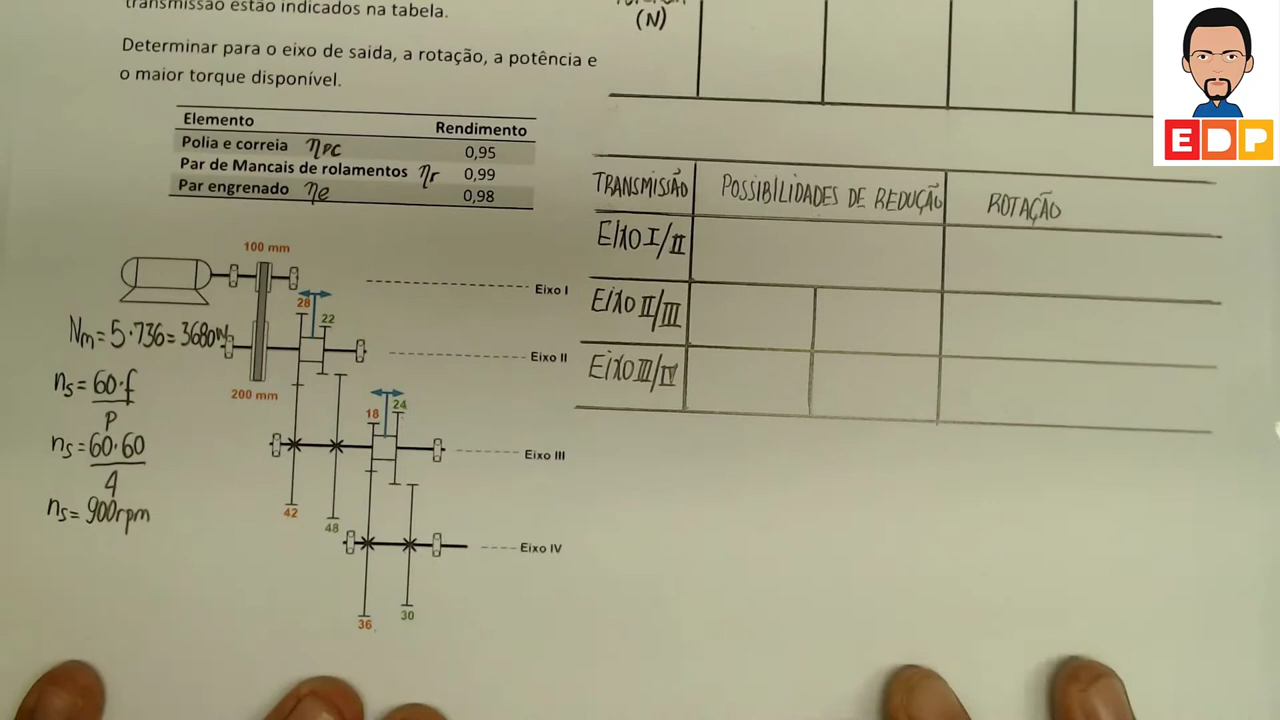 transmissão estão indicados na tabela.
Determinar para o eixo de saida, a rotação, a potência e
o maior torque disponível.
Elemento Rendimento
Polia e correia ηPC 0,95
Par de Mancais de rolamentos ηr 0,99
Par engrenado ηe 0,98
100 mm
Eixo I
28
22
Nm = 5·736 = 3680W
Eixo II
200 mm
ns = 60·f
P
18
24
ns = 60·60
4
Eixo III
ns = 900rpm
42
48
Eixo IV
36
30
(N)
TRANSMISSÃO POSSIBILIDADES DE REDUÇÃO ROTAÇÃO
EIXO I/II
EIXO II/III
EIXO III/IV
EDP